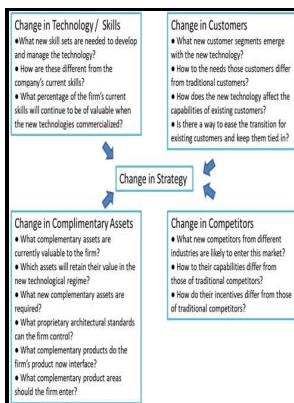 Change in Technology / Skills
●What new skill sets are needed to develop
and manage the technology?
● How are these different from the
company's current skills?
● What percentage of the firm's current
skills will continue to be of valuable when
the new technologies commercialized?
Change in Customers
● What new customer segments emerge
with the new technology?
● How to the needs those customers differ
from traditional customers?
● How does the new technology affect the
capabilities of existing customers?
● Is there a way to ease the transition for
existing customers and keep them tied in?
Change in Strategy
Change in Complimentary Assets
● What complementary assets are
currently valuable to the firm?
● Which assets will retain their value in the
new technological regime?
● What new complementary assets are
required?
● What proprietary architectural standards
can the firm control?
● What complementary products do the
firm's product now interface?
● What complementary product areas
should the firm enter?
Change in Competitors
● What new competitors from different
industries are likely to enter this market?
● How to their capabilities differ from
those of traditional competitors?
● How do their incentives differ from those
of traditional competitors?